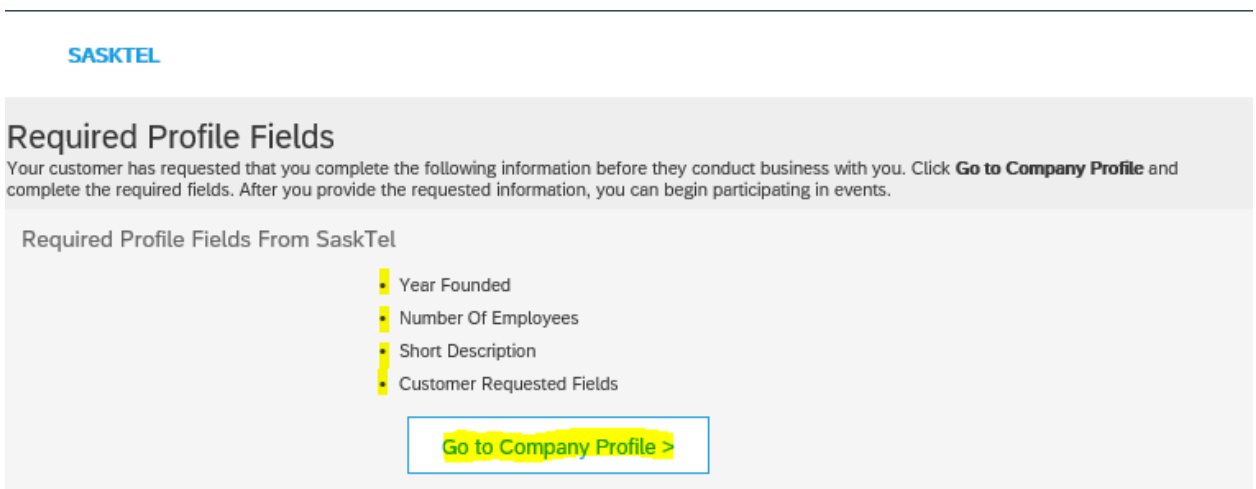 SASKTEL
Required Profile Fields
Your customer has requested that you complete the following information before they conduct business with you. Click Go to Company Profile and
complete the required fields. After you provide the requested information, you can begin participating in events.
Required Profile Fields From SaskTel
• Year Founded
• Number Of Employees
• Short Description
• Customer Requested Fields
Go to Company Profile >